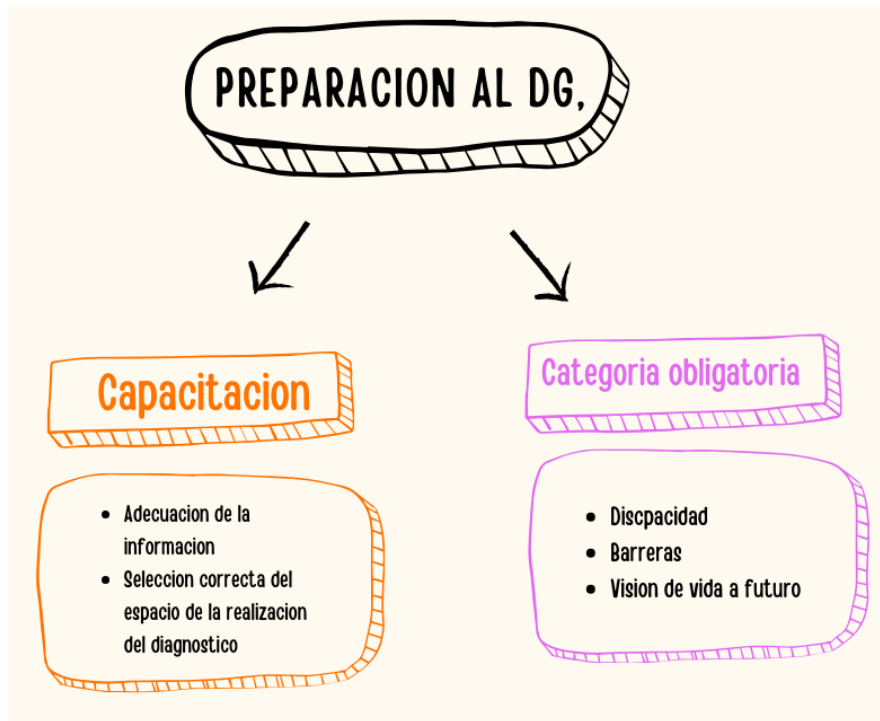 PREPARACION AL DG,
Capacitacion
• Adecuacion de la
informacion
• Seleccion correcta del
espacio de la realizacion
del diagnostico
Categoria obligatoria
• Discpacidad
• Barreras
• Vision de vida a futuro